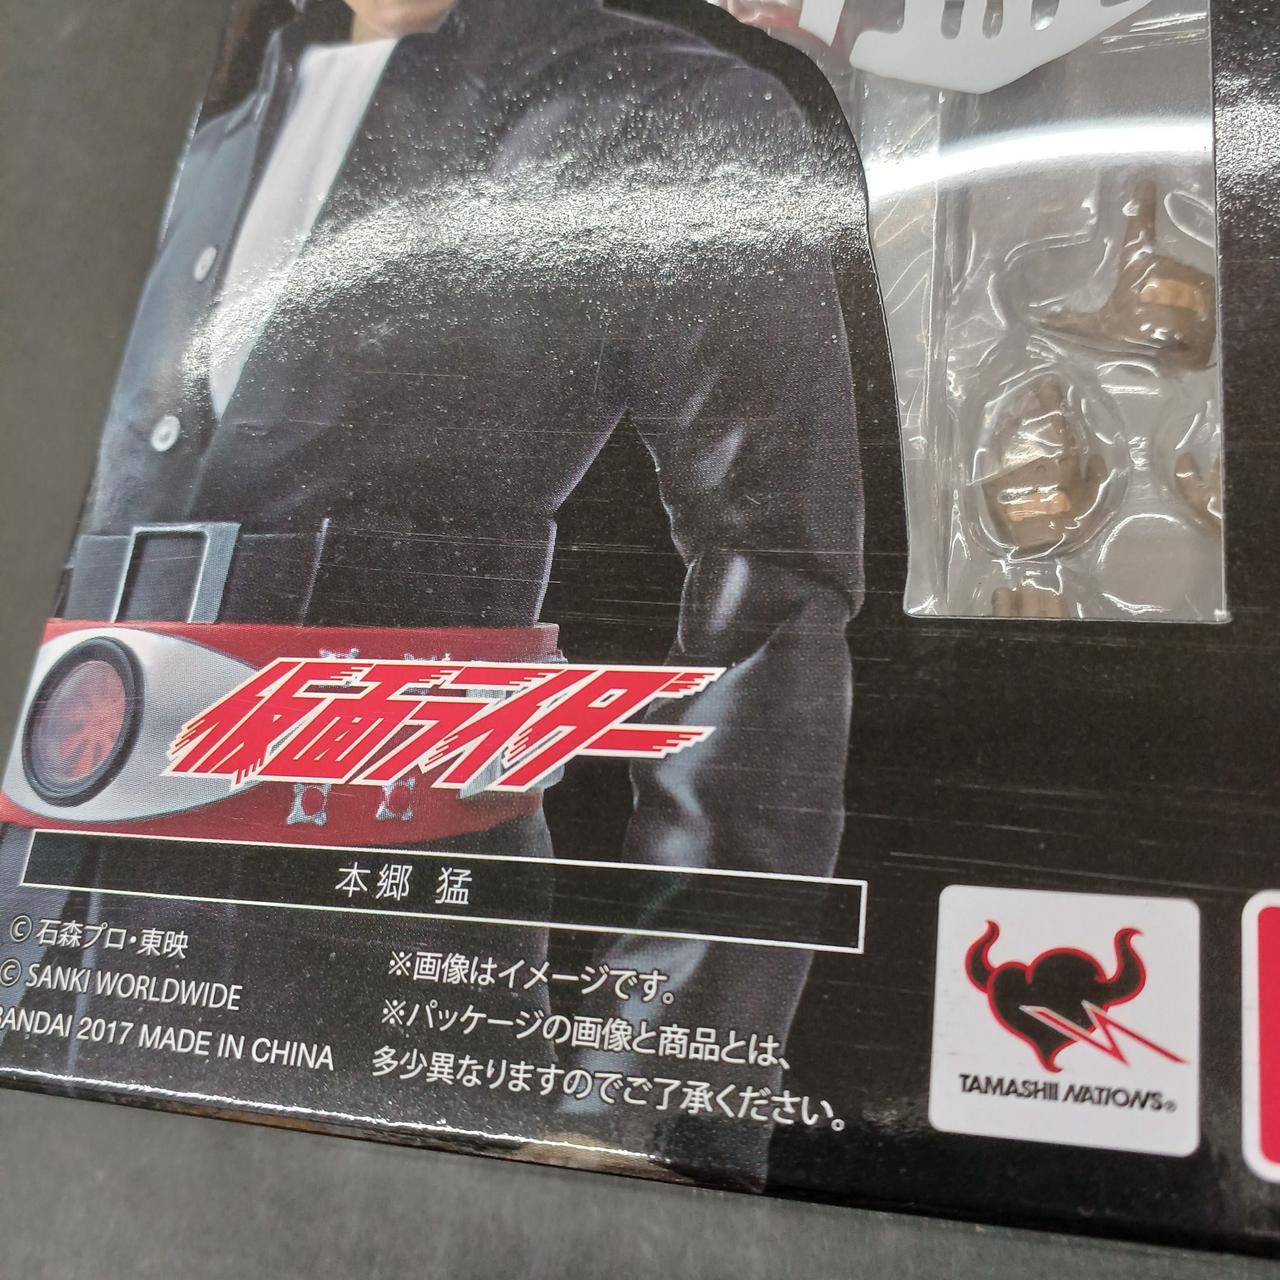 仮面ライダー
本郷 猛
© 石森プロ・東映
© SANKI WORLDWIDE
BANDAI 2017 MADE IN CHINA
※画像はイメージです。
※パッケージの画像と商品とは、
多少異なりますのでご了承ください。
TAMASHII NATIONS®